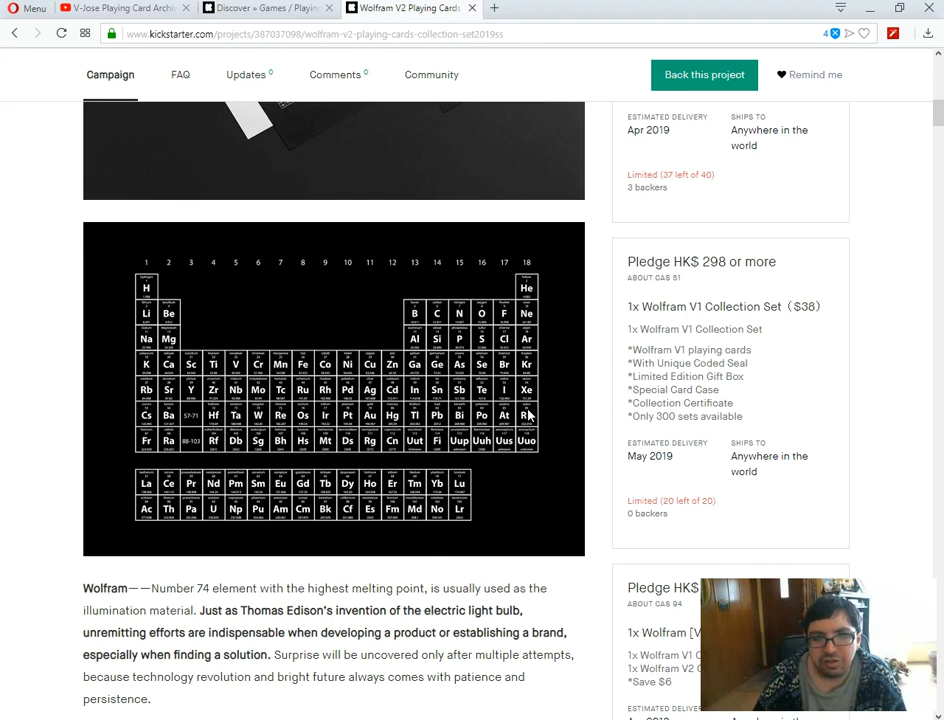 Menu
V-Jose Playing Card Archi
Discover » Games / Playin
Wolfram V2 Playing Cards
www.kickstarter.com/projects/387037098/wolfram-v2-playing-cards-collection-set2019ss
4
Campaign
FAQ
Updates 0
Comments 0
Community
Back this project
Remind me
ESTIMATED DELIVERY
Apr 2019
SHIPS TO
Anywhere in the
world
Limited (37 left of 40)
3 backers
1 2 3 4 5 6 7 8 9 10 11 12 13 14 15 16 17 18
H He
Li Be B C N O F Ne
Na Mg Al Si P S Cl Ar
K Ca Sc Ti V Cr Mn Fe Co Ni Cu Zn Ga Ge As Se Br Kr
Rb Sr Y Zr Nb Mo Tc Ru Rh Pd Ag Cd In Sn Sb Te I Xe
Cs Ba 57-71 Hf Ta W Re Os Ir Pt Au Hg Tl Pb Bi Po At
Fr Ra 88-103 Rf Db Sg Bh Hs Mt Ds Rg Cn Uut Fl Uup Uuh Uus Uuo
La Ce Pr Nd Pm Sm Eu Gd Tb Dy Ho Er Tm Yb Lu
Ac Th Pa U Np Pu Am Cm Bk Cf Es Fm Md No Lr
Pledge HK$ 298 or more
ABOUT CA$ 51
1x Wolfram V1 Collection Set（$38）
1x Wolfram V1 Collection Set
*Wolfram V1 playing cards
*With Unique Coded Seal
*Limited Edition Gift Box
*Special Card Case
*Collection Certificate
*Only 300 sets available
ESTIMATED DELIVERY
May 2019
SHIPS TO
Anywhere in the
world
Limited (20 left of 20)
0 backers
Wolfram——Number 74 element with the highest melting point, is usually used as the
illumination material. Just as Thomas Edison's invention of the electric light bulb,
unremitting efforts are indispensable when developing a product or establishing a brand,
especially when finding a solution. Surprise will be uncovered only after multiple attempts,
because technology revolution and bright future always comes with patience and
persistence.
Pledge HK$
ABOUT CA$ 94
1x Wolfram [V
1x Wolfram V1 C
1x Wolfram V2 C
*Save $6
ESTIMATED DELIVERY